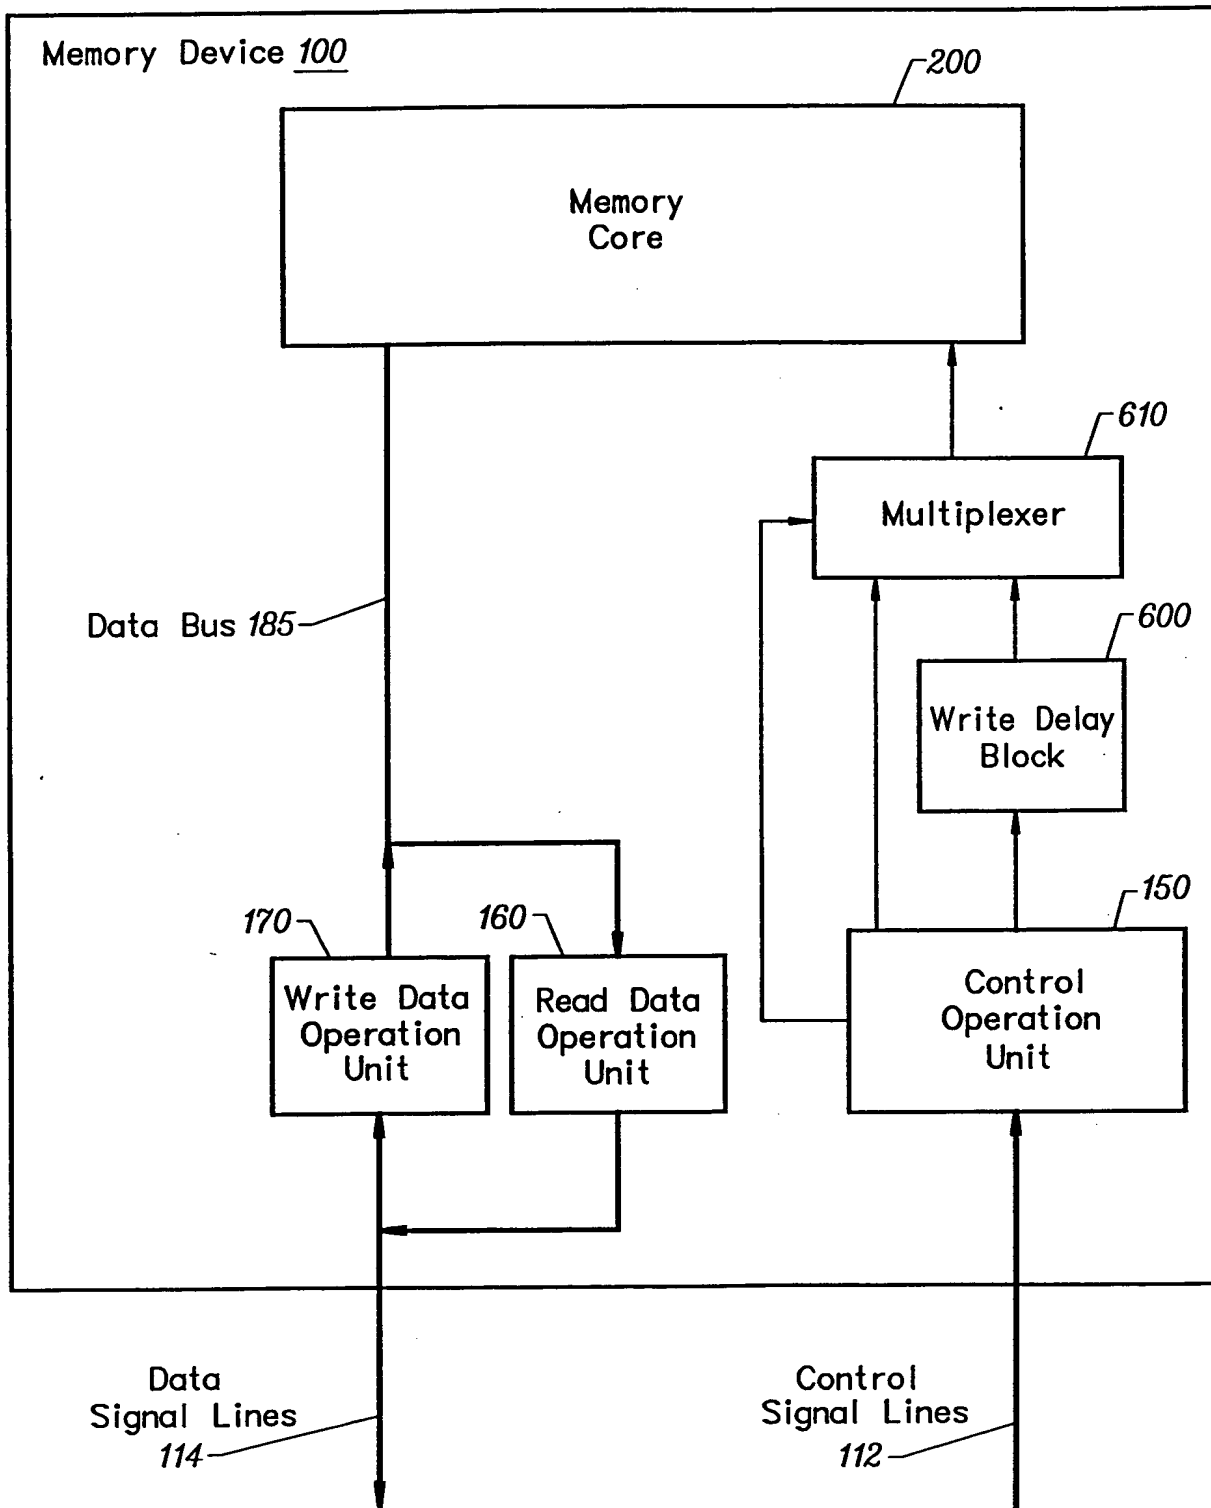 Memory Device 100
200
Memory
Core
610
Multiplexer
Data Bus 185
600
Write Delay
Block
170
160
150
Write Data
Operation
Unit
Read Data
Operation
Unit
Control
Operation
Unit
Data
Signal Lines
114
Control
Signal Lines
112